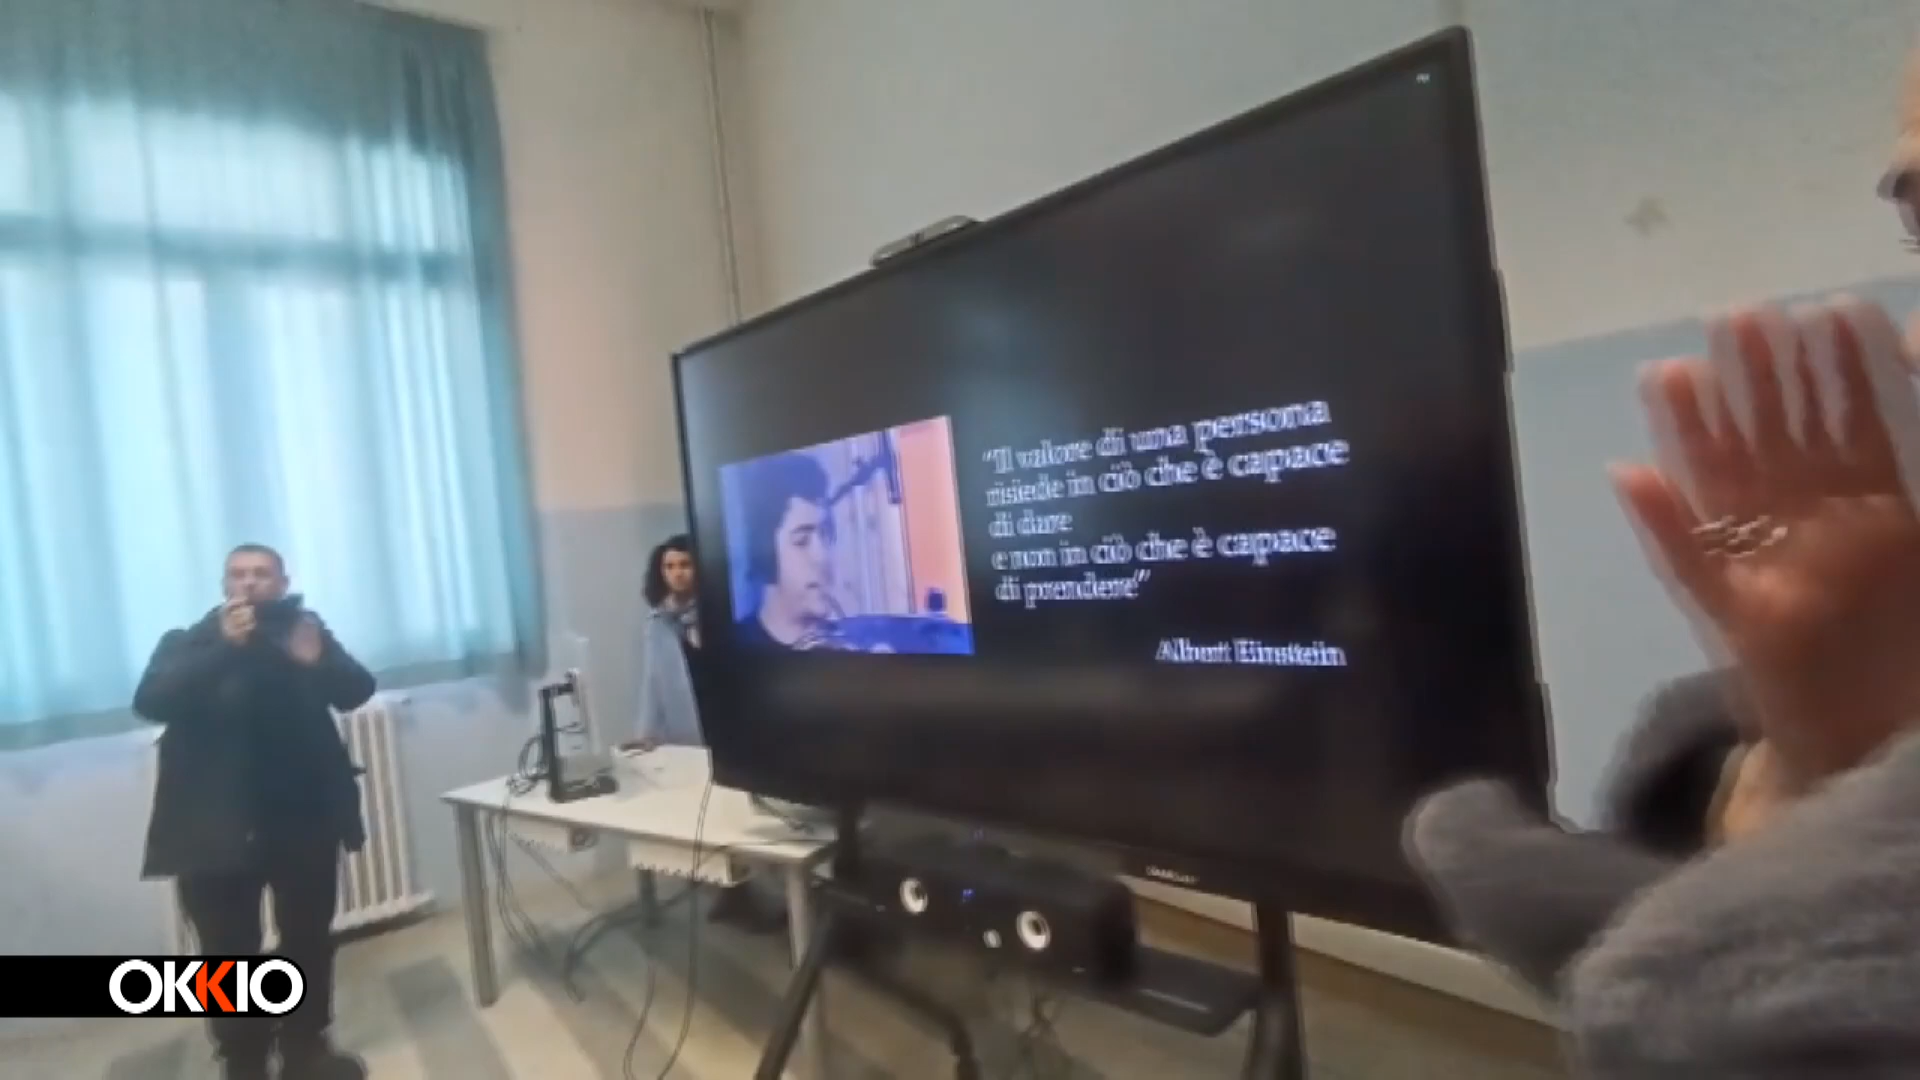 "Il valore di una persona
risiede in ciò che è capace
di dare
e non in ciò che è capace
di prendere"
Albert Einstein
OKKIO